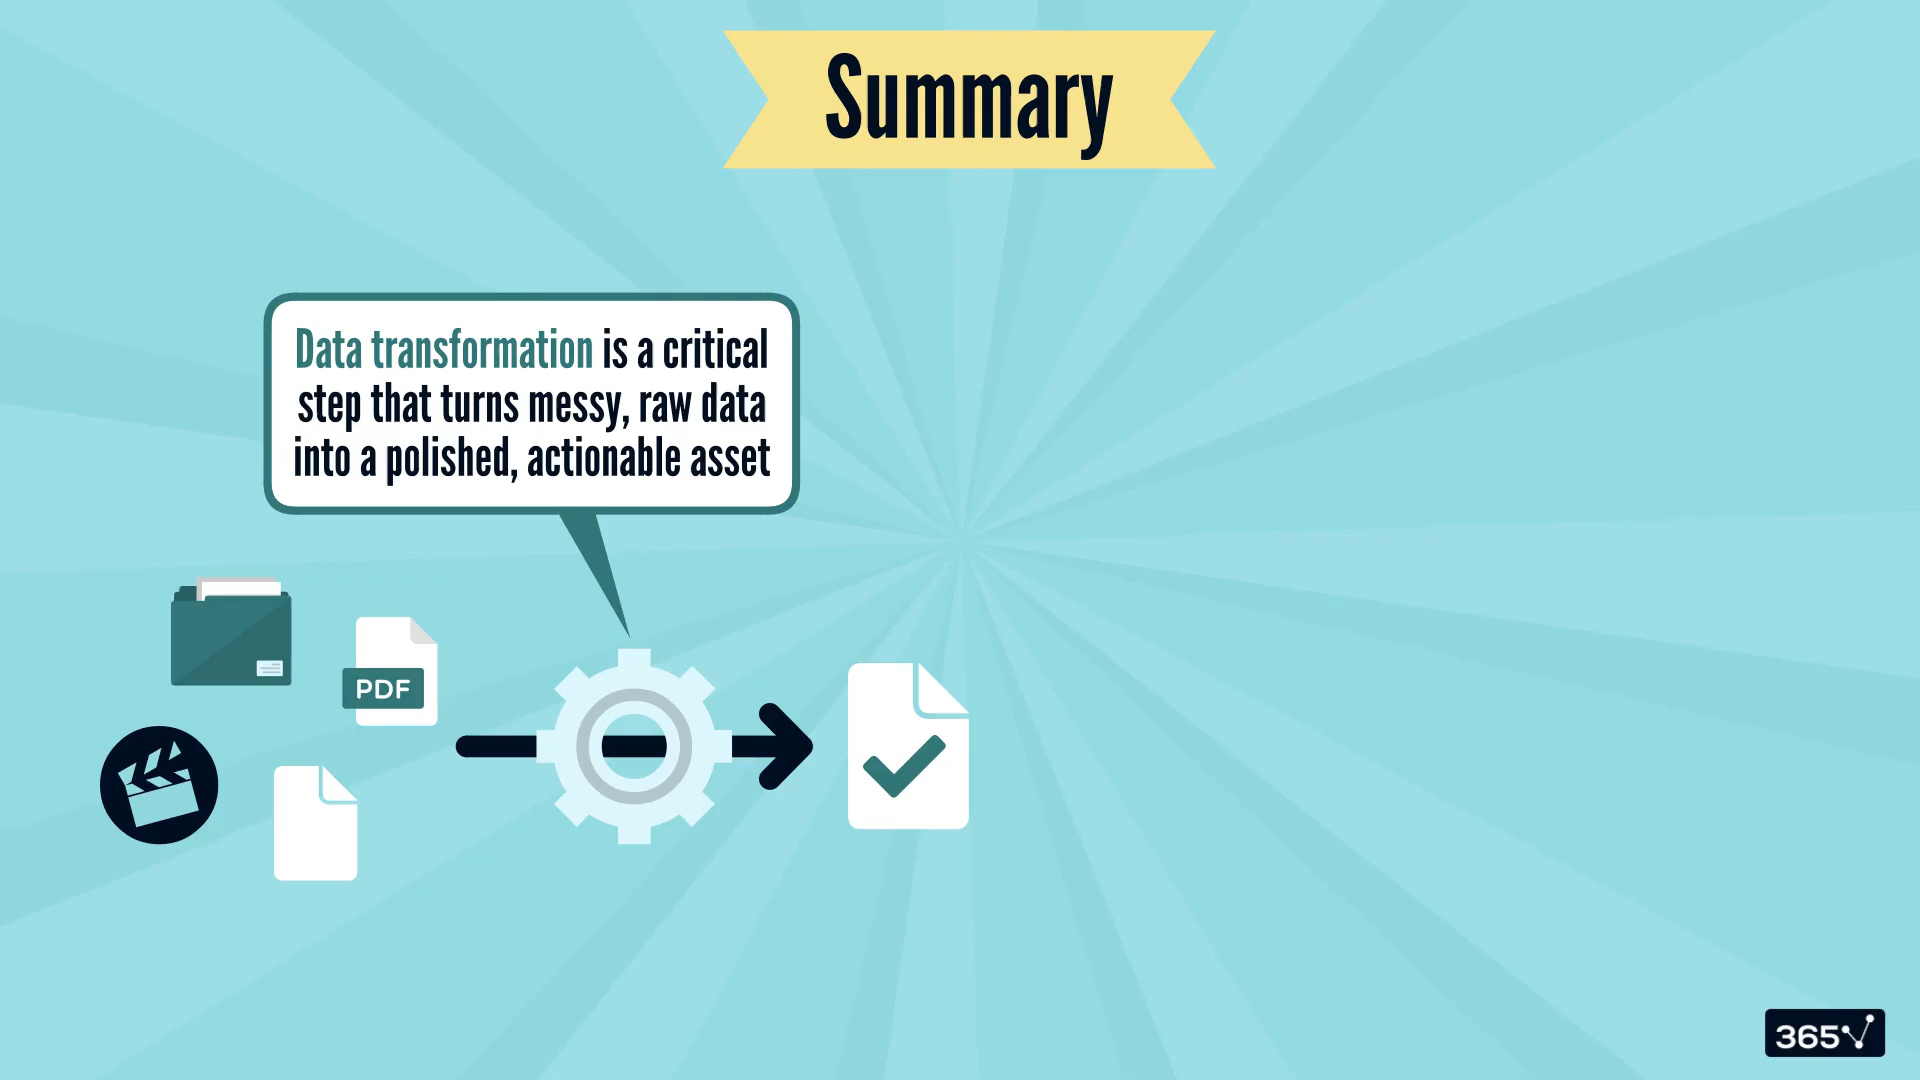 Summary
Data transformation is a critical
step that turns messy, raw data
into a polished, actionable asset
PDF
365